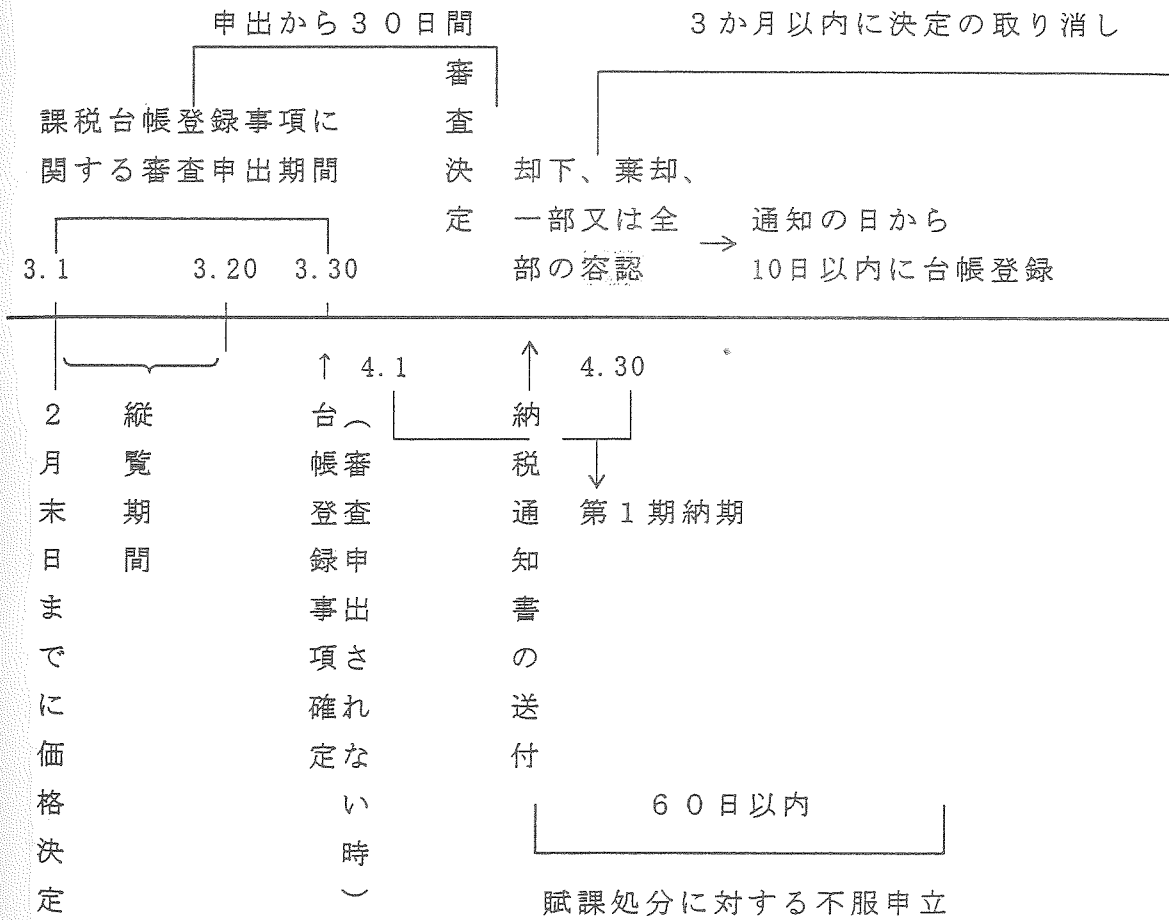 申出から30日間
3か月以内に決定の取り消し
審査決定
課税台帳登録事項に
関する審査申出期間
却下、棄却、
一部又は全
部の容認
→
通知の日から
10日以内に台帳登録
3.1
3.20
3.30
↑
4.1
↑
4.30
2月末日までに価格決定
縦覧期間
台帳登録事項確定
(審査申出されない時)
納税通知書の送付
第1期納期
60日以内
賦課処分に対する不服申立